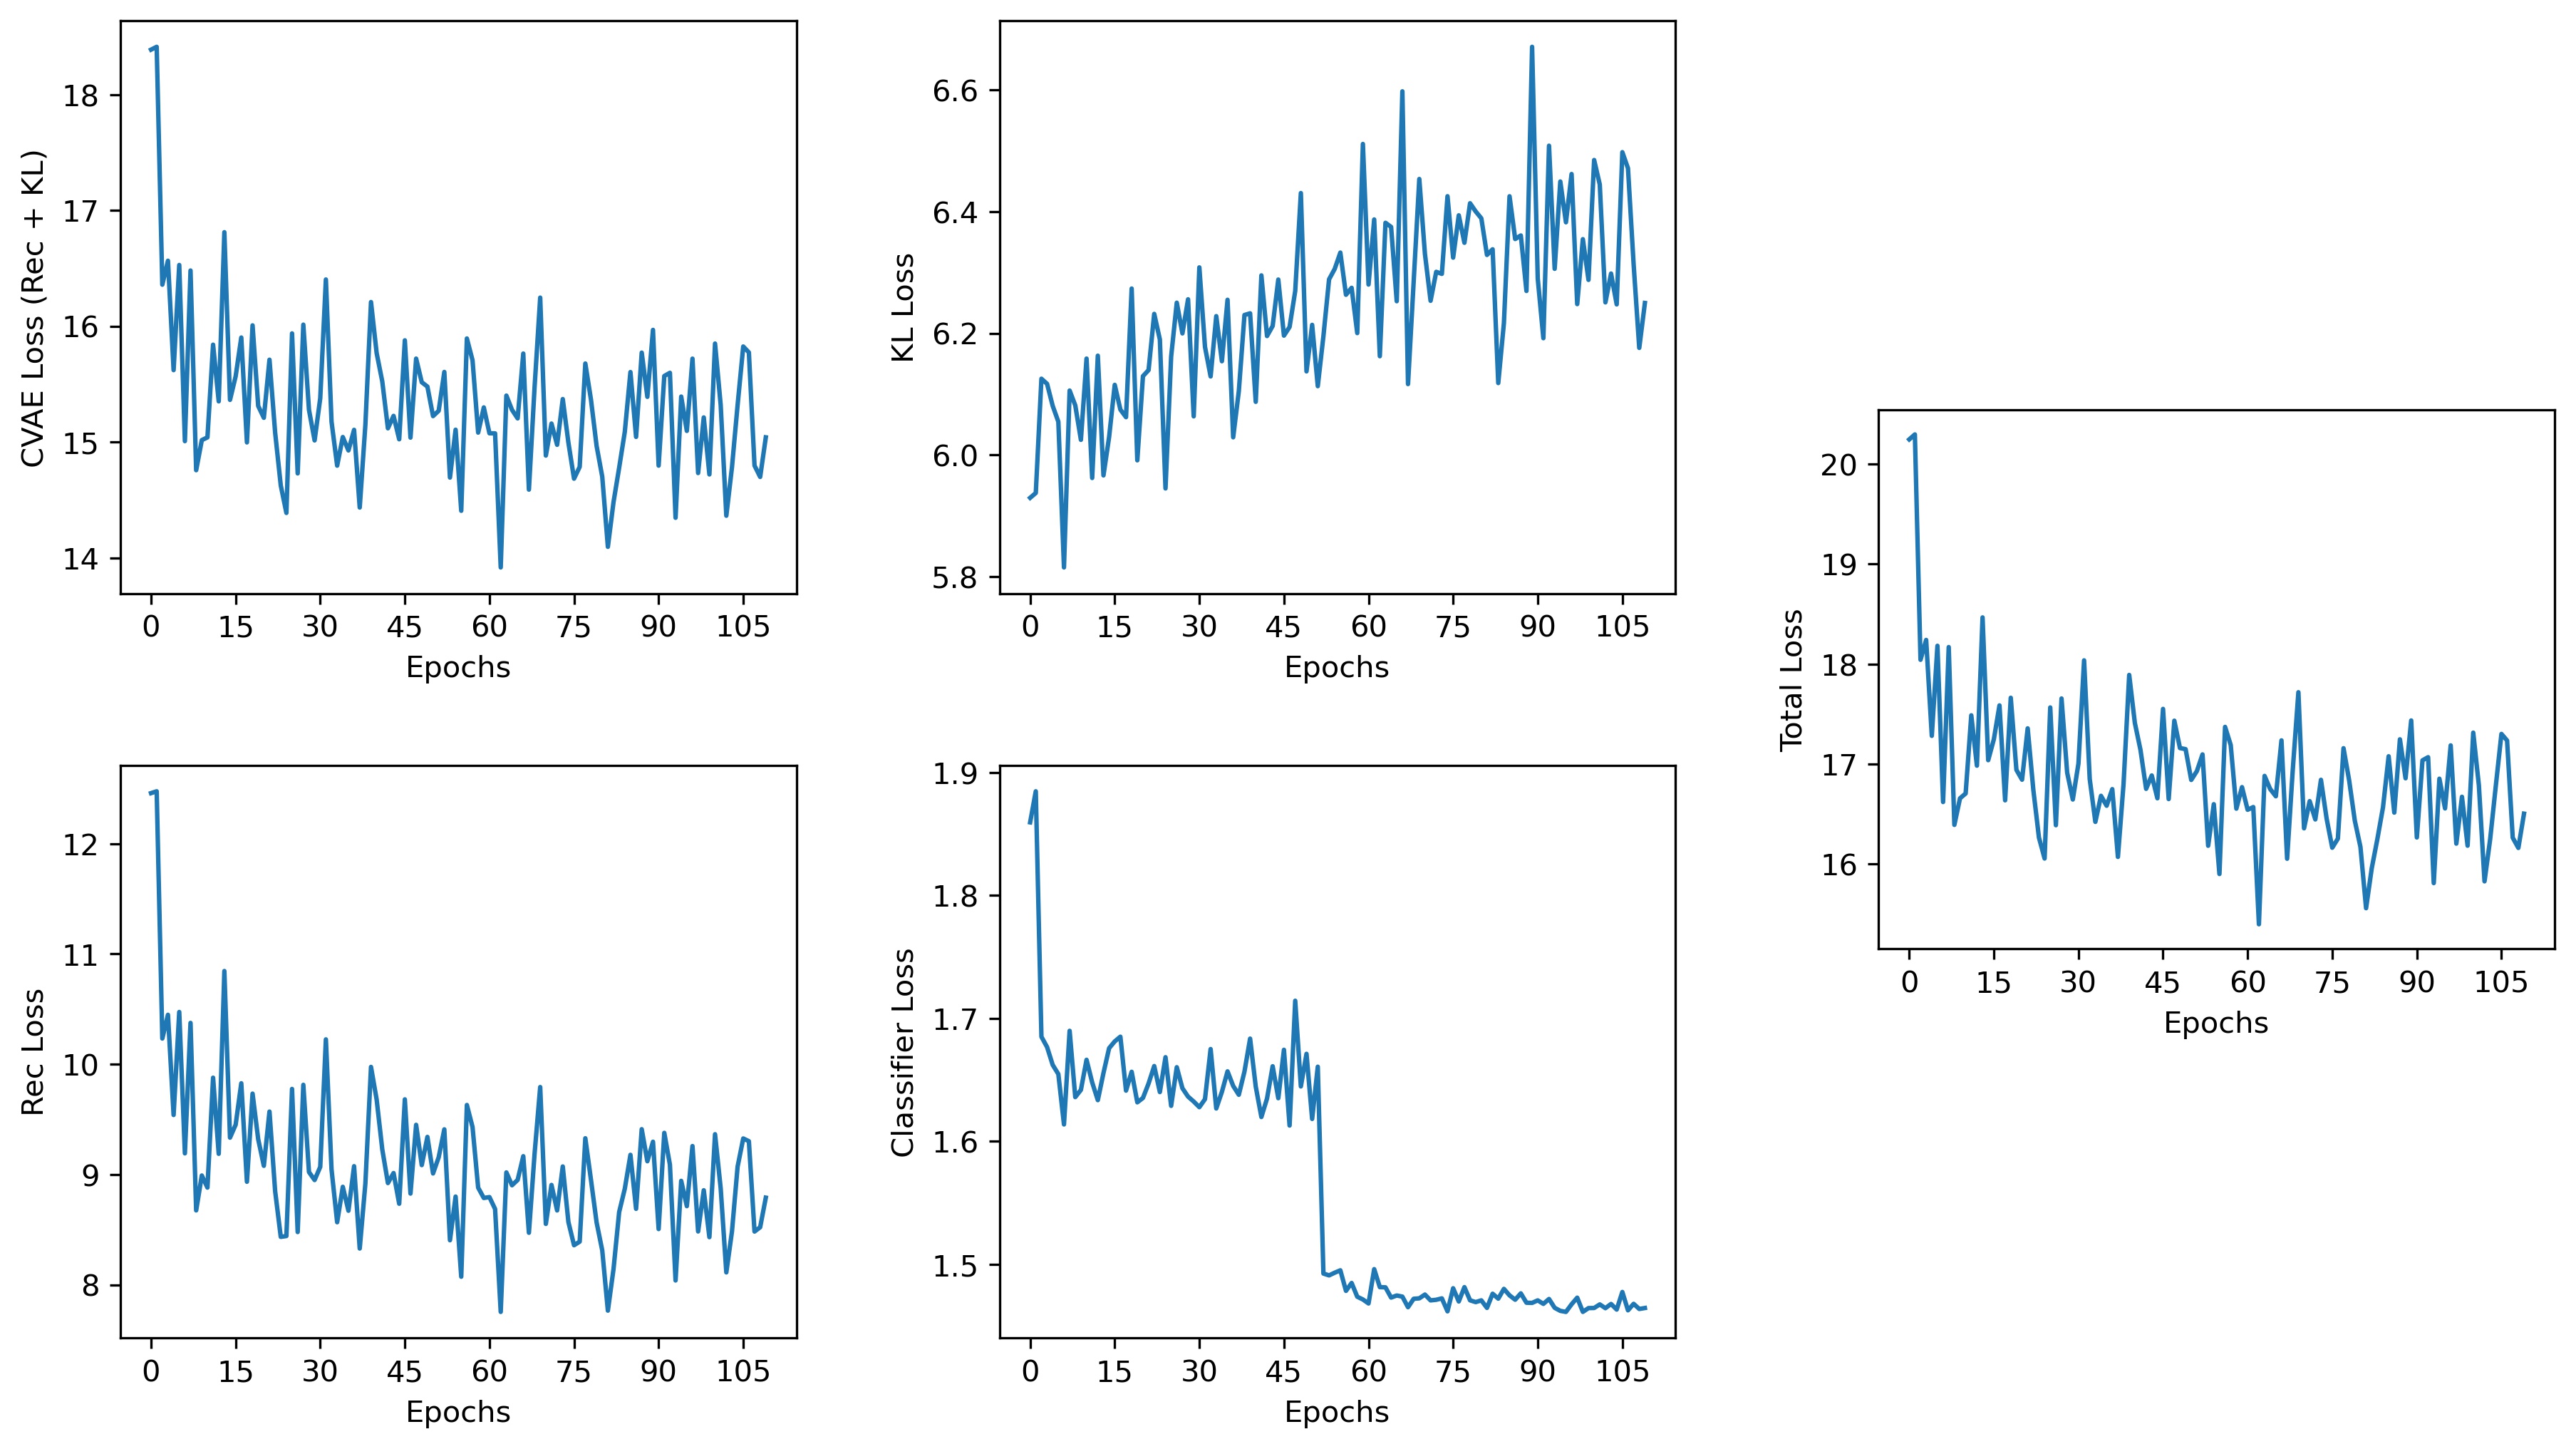 CVAE Loss (Rec + KL)
18
17
16
15
14
0 15 30 45 60 75 90 105
Epochs
KL Loss
6.6
6.4
6.2
6.0
5.8
0 15 30 45 60 75 90 105
Epochs
Rec Loss
12
11
10
9
8
0 15 30 45 60 75 90 105
Epochs
Classifier Loss
1.9
1.8
1.7
1.6
1.5
0 15 30 45 60 75 90 105
Epochs
Total Loss
20
19
18
17
16
0 15 30 45 60 75 90 105
Epochs